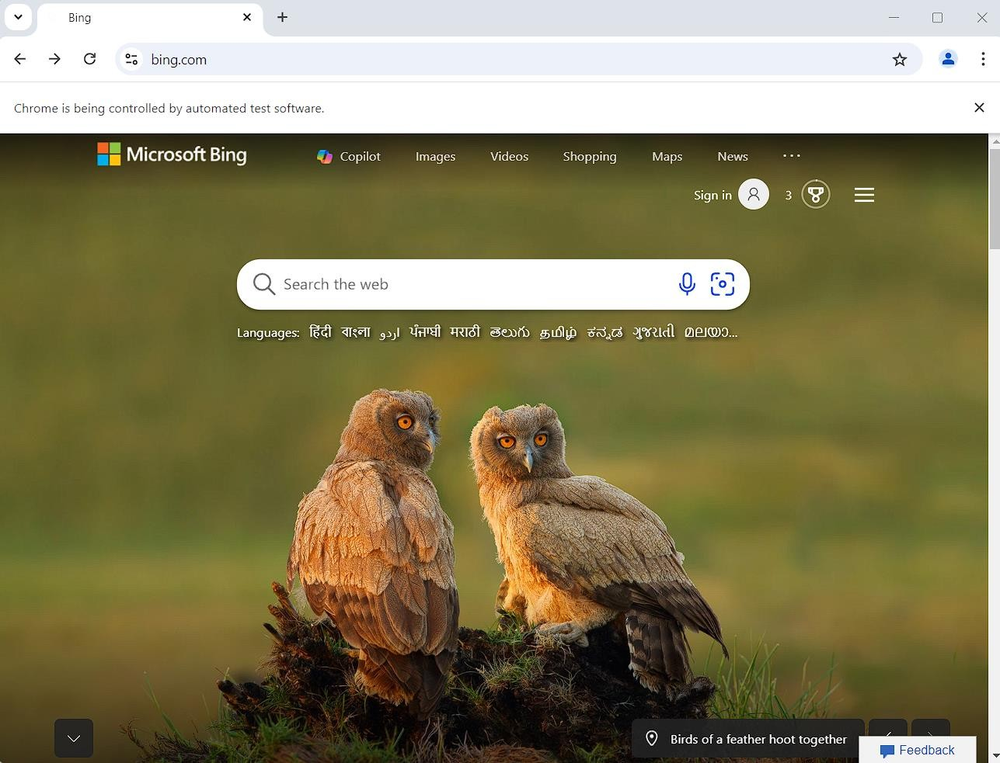 Bing
bing.com
Chrome is being controlled by automated test software.
Microsoft Bing
Copilot Images Videos Shopping Maps News
Sign in 3
Search the web
Languages: हिंदी বাংলা اردو ਪੰਜਾਬੀ मराठी తెలుగు தமிழ் ಕನ್ನಡ ગુજરાતી മലയാ...
Birds of a feather hoot together
Feedback